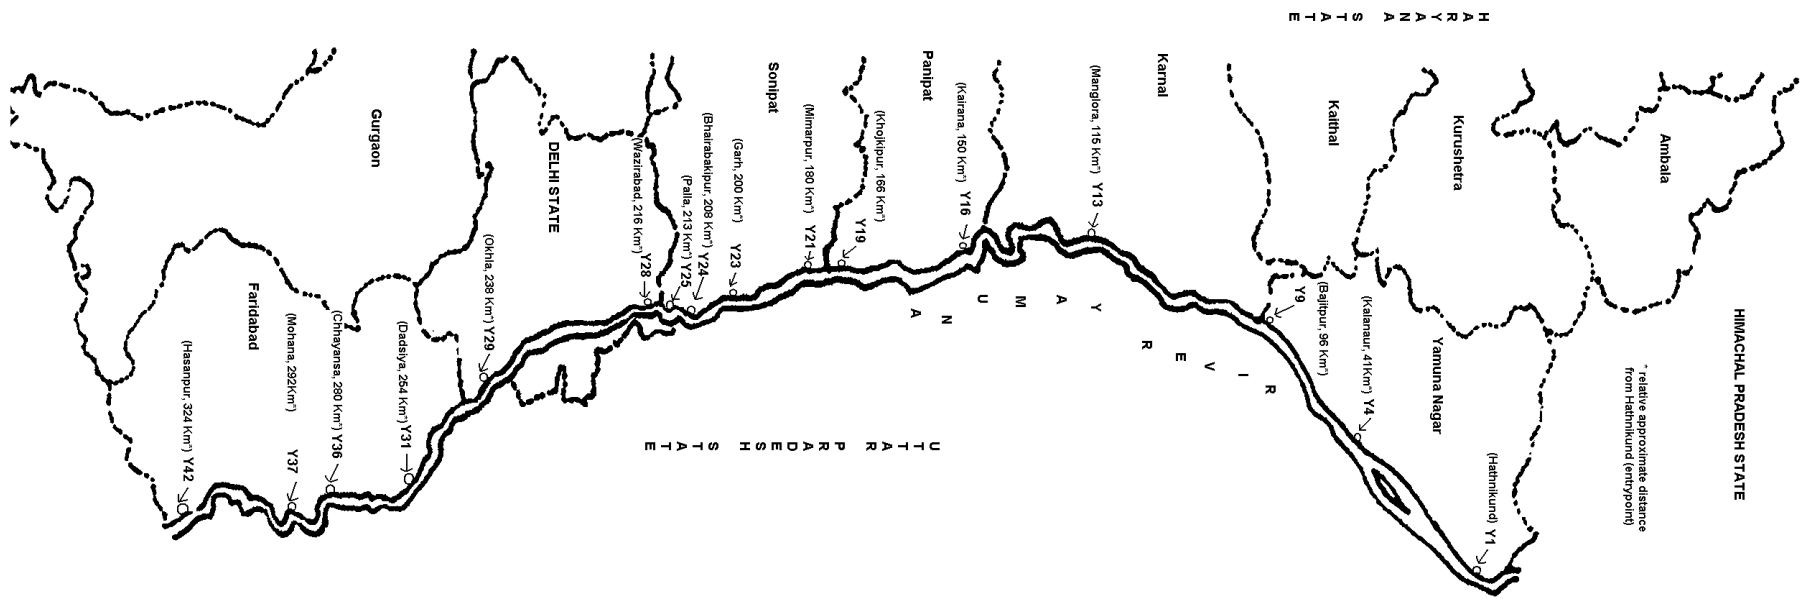 HIMACHAL PRADESH STATE
* relative approximate distance
from Hathnikund (entrypoint)
HARYANA STATE
Ambala
Kurushetra
Kaithal
Karnal
Panipat
Sonipat
DELHI STATE
Gurgaon
Faridabad
Yamuna Nagar
YAMUNA
RIVER
UTTAR PRADESH STATE
(Hathnikund) Y1
(Kalanaur, 41Km*) Y4
(Bajitpur, 96 Km*)
Y9
(Manglora, 115 Km*) Y13
(Kairana, 150 Km*) Y16
(Khojkipur, 166 Km*)
Y19
(Mimarpur, 180 Km*) Y21
(Garh, 200 Km*) Y23
(Bhairabakipur, 208 Km*) Y24
(Palla, 213 Km*) Y25
(Wazirabad, 216 Km*)
Y28
(Okhla, 238 Km*) Y29
(Dadsiya, 254 Km*) Y31
(Chhayansa, 280 Km*) Y36
(Mohana, 292Km*) Y37
(Hasanpur, 324 Km*) Y42